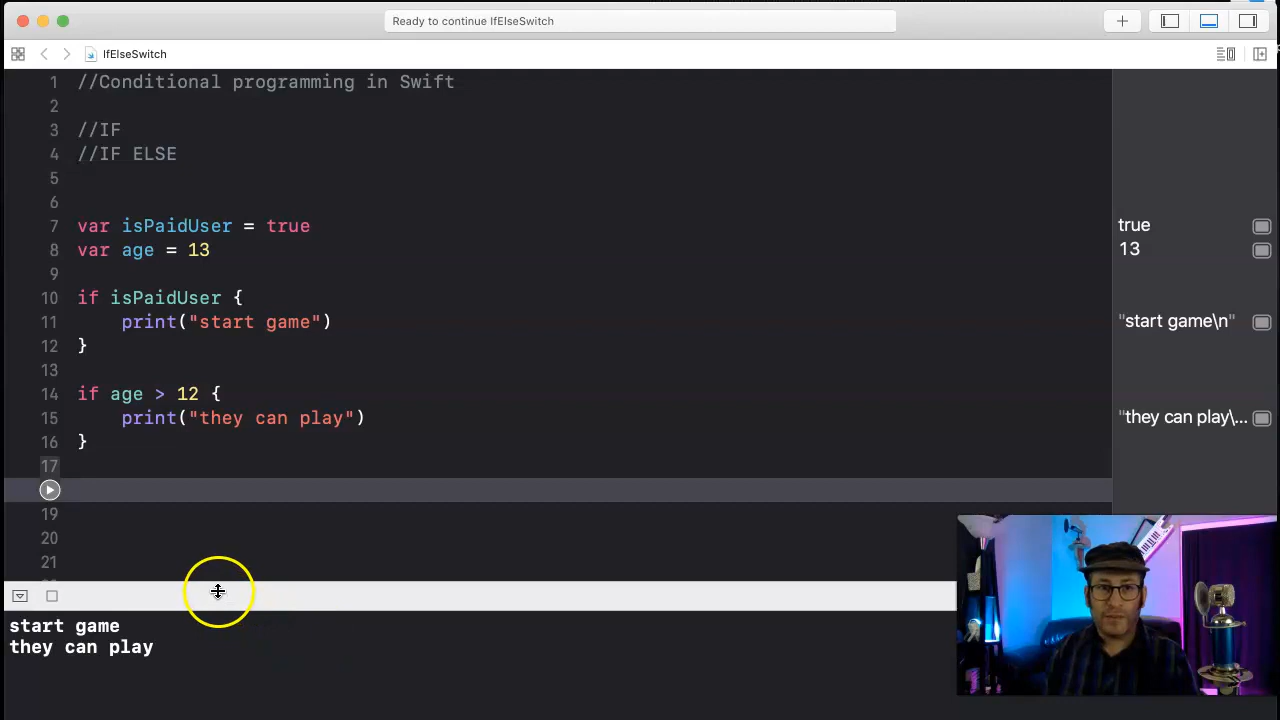 Ready to continue IfElseSwitch
IfElseSwitch
1 //Conditional programming in Swift
2
3 //IF
4 //IF ELSE
5
6
7 var isPaidUser = true
true
8 var age = 13
13
9
10 if isPaidUser {
11 print("start game")
"start game\n"
12 }
13
14 if age > 12 {
15 print("they can play")
"they can play\...
16 }
17
19
20
21
start game
they can play